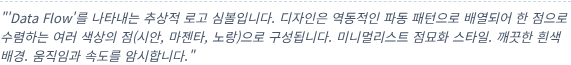 "'Data Flow'를 나타내는 추상적 로고 심볼입니다. 디자인은 역동적인 파동 패턴으로 배열되어 한 점으로
수렴하는 여러 색상의 점(시안, 마젠타, 노랑)으로 구성됩니다. 미니멀리스트 점묘화 스타일. 깨끗한 흰색
배경. 움직임과 속도를 암시합니다."